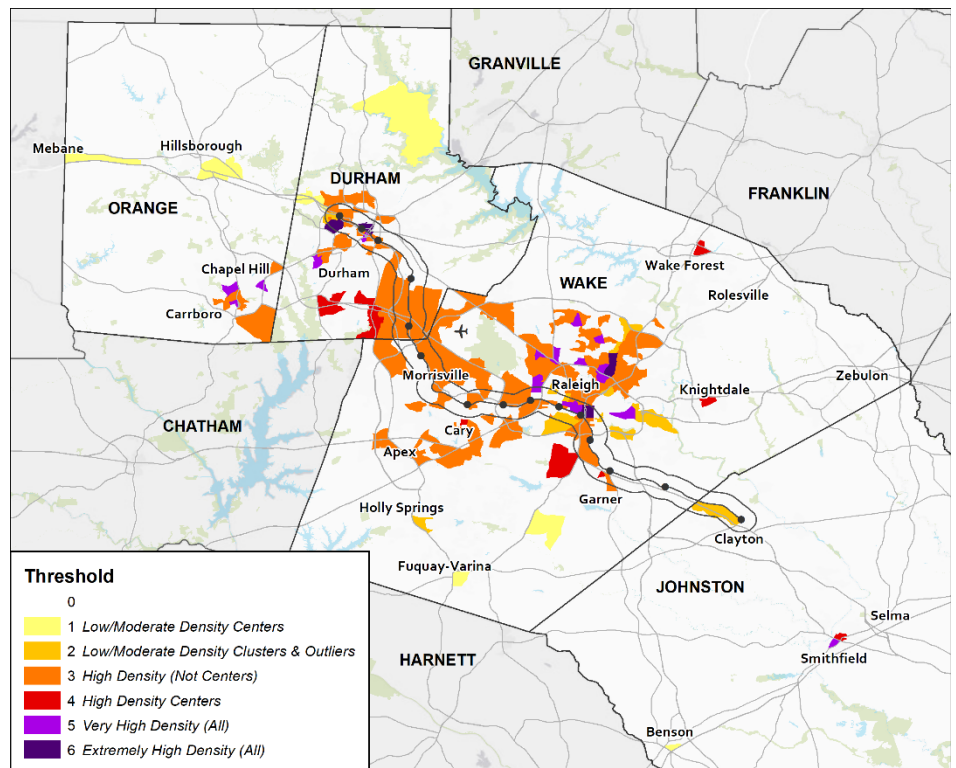 GRANVILLE
Mebane
Hillsborough
DURHAM
FRANKLIN
ORANGE
Chapel Hill
Durham
WAKE
Wake Forest
Rolesville
Carrboro
Morrisville
Raleigh
Knightdale
Zebulon
CHATHAM
Cary
Apex
Garner
Holly Springs
Clayton
Fuquay-Varina
JOHNSTON
Selma
Smithfield
HARNETT
Benson
Threshold
0
1 Low/Moderate Density Centers
2 Low/Moderate Density Clusters & Outliers
3 High Density (Not Centers)
4 High Density Centers
5 Very High Density (All)
6 Extremely High Density (All)